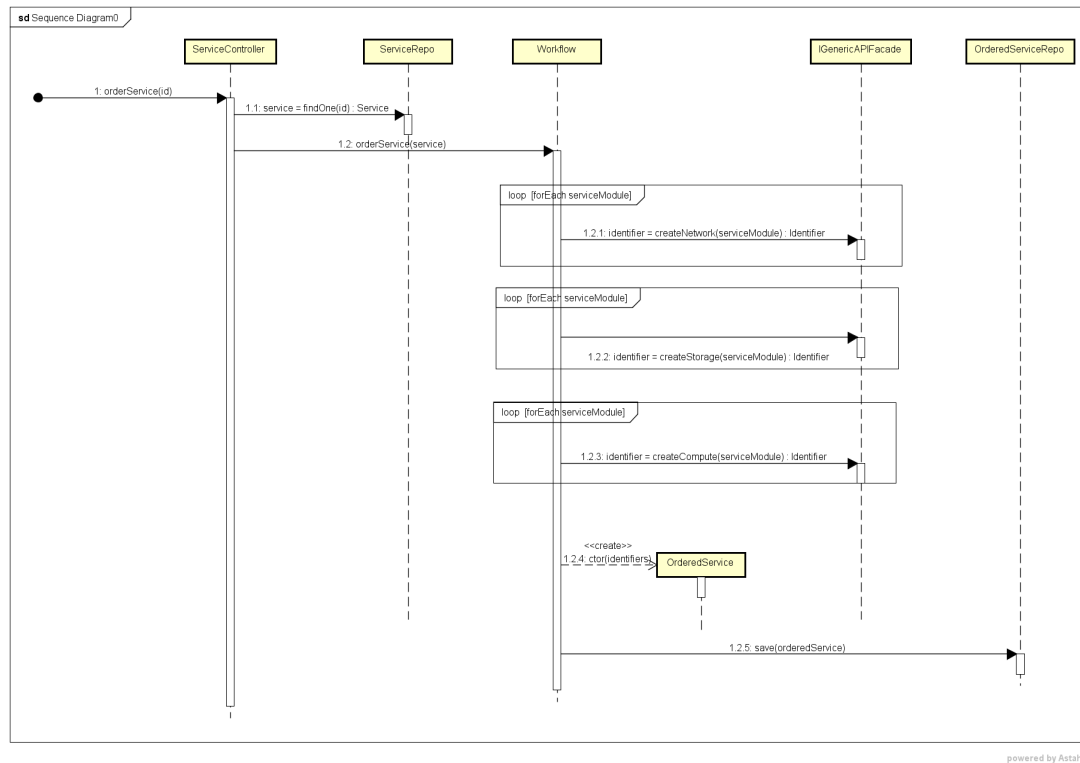 sd Sequence Diagram0
ServiceController
ServiceRepo
Workflow
IGenericAPIFacade
OrderedServiceRepo
1: orderService(id)
1.1: service = findOne(id) : Service
1.2: orderService(service)
loop [forEach serviceModule]
1.2.1: identifier = createNetwork(serviceModule) : Identifier
loop [forEach serviceModule]
1.2.2: identifier = createStorage(serviceModule) : Identifier
loop [forEach serviceModule]
1.2.3: identifier = createCompute(serviceModule) : Identifier
<<create>>
1.2.4: ctor(identifiers)
OrderedService
1.2.5: save(orderedService)
powered by Astah